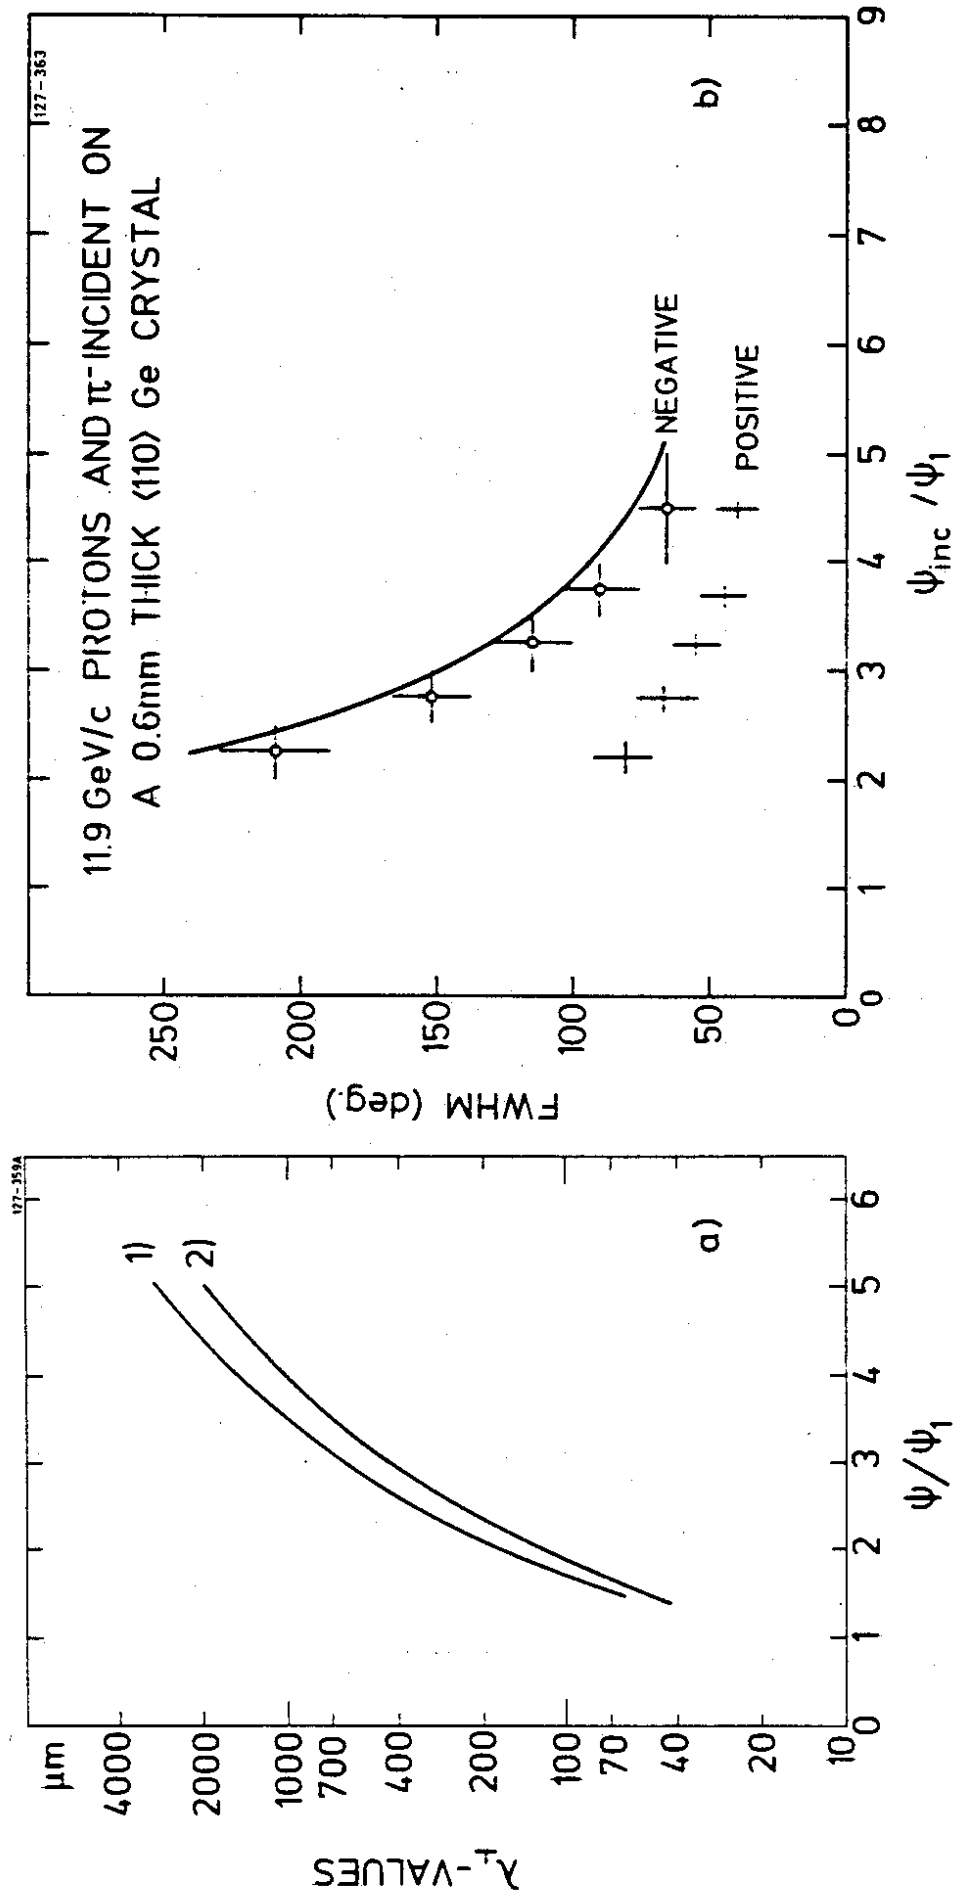 127-359A
μm
4000
2000
1000
700
400
200
100
70
40
20
10
λ⊥-VALUES
1)
2)
a)
0 1 2 3 4 5 6
ψ/ψ1
127-363
11.9 GeV/c PROTONS AND π⁻ INCIDENT ON
A 0.6mm THICK ⟨110⟩ Ge CRYSTAL
250
200
150
100
50
0
FWHM (deg.)
NEGATIVE
POSITIVE
b)
0 1 2 3 4 5 6 7 8 9
ψinc /ψ1